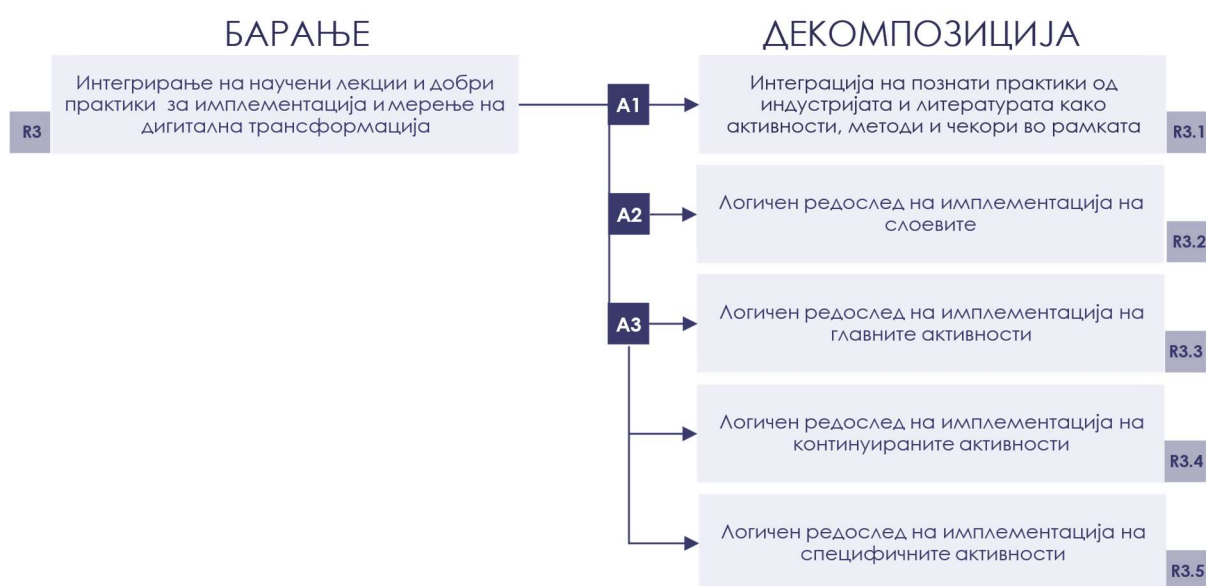 БАРАЊЕ
ДЕКОМПОЗИЦИЈА
Интегрирање на научени лекции и добри
практики за имплементација и мерење на
дигитална трансформација
R3
A1
Интеграција на познати практики од
индустријата и литературата како
активности, методи и чекори во рамката
R3.1
A2
Логичен редослед на имплементација на
слоевите
R3.2
A3
Логичен редослед на имплементација на
главните активности
R3.3
Логичен редослед на имплементација на
континуираните активности
R3.4
Логичен редослед на имплементација на
специфичните активности
R3.5